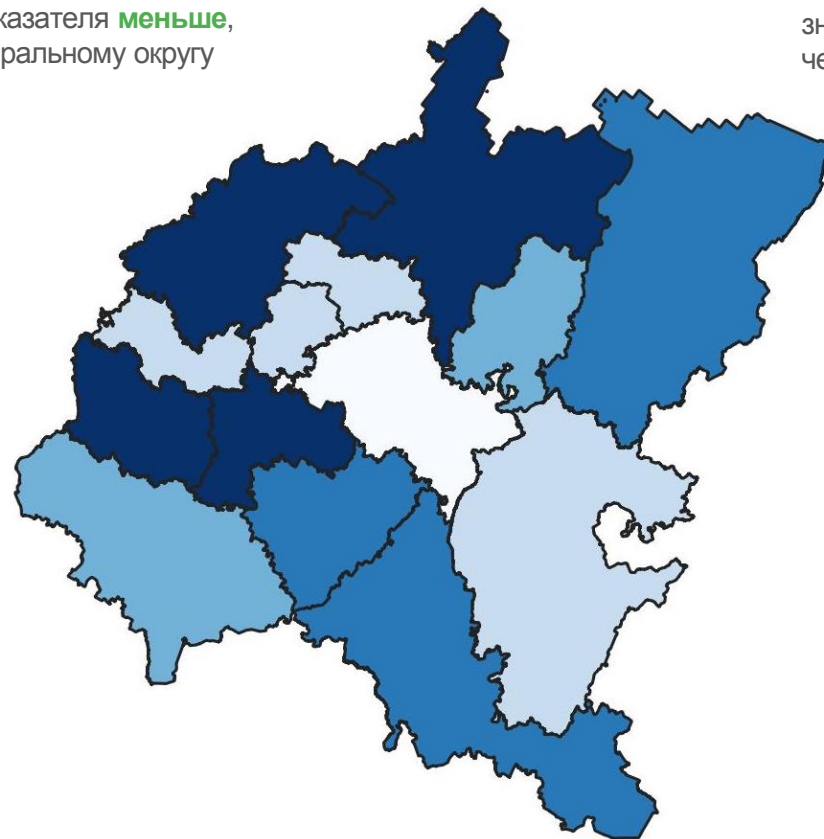 казателя меньше,
ральному округу
зн
че